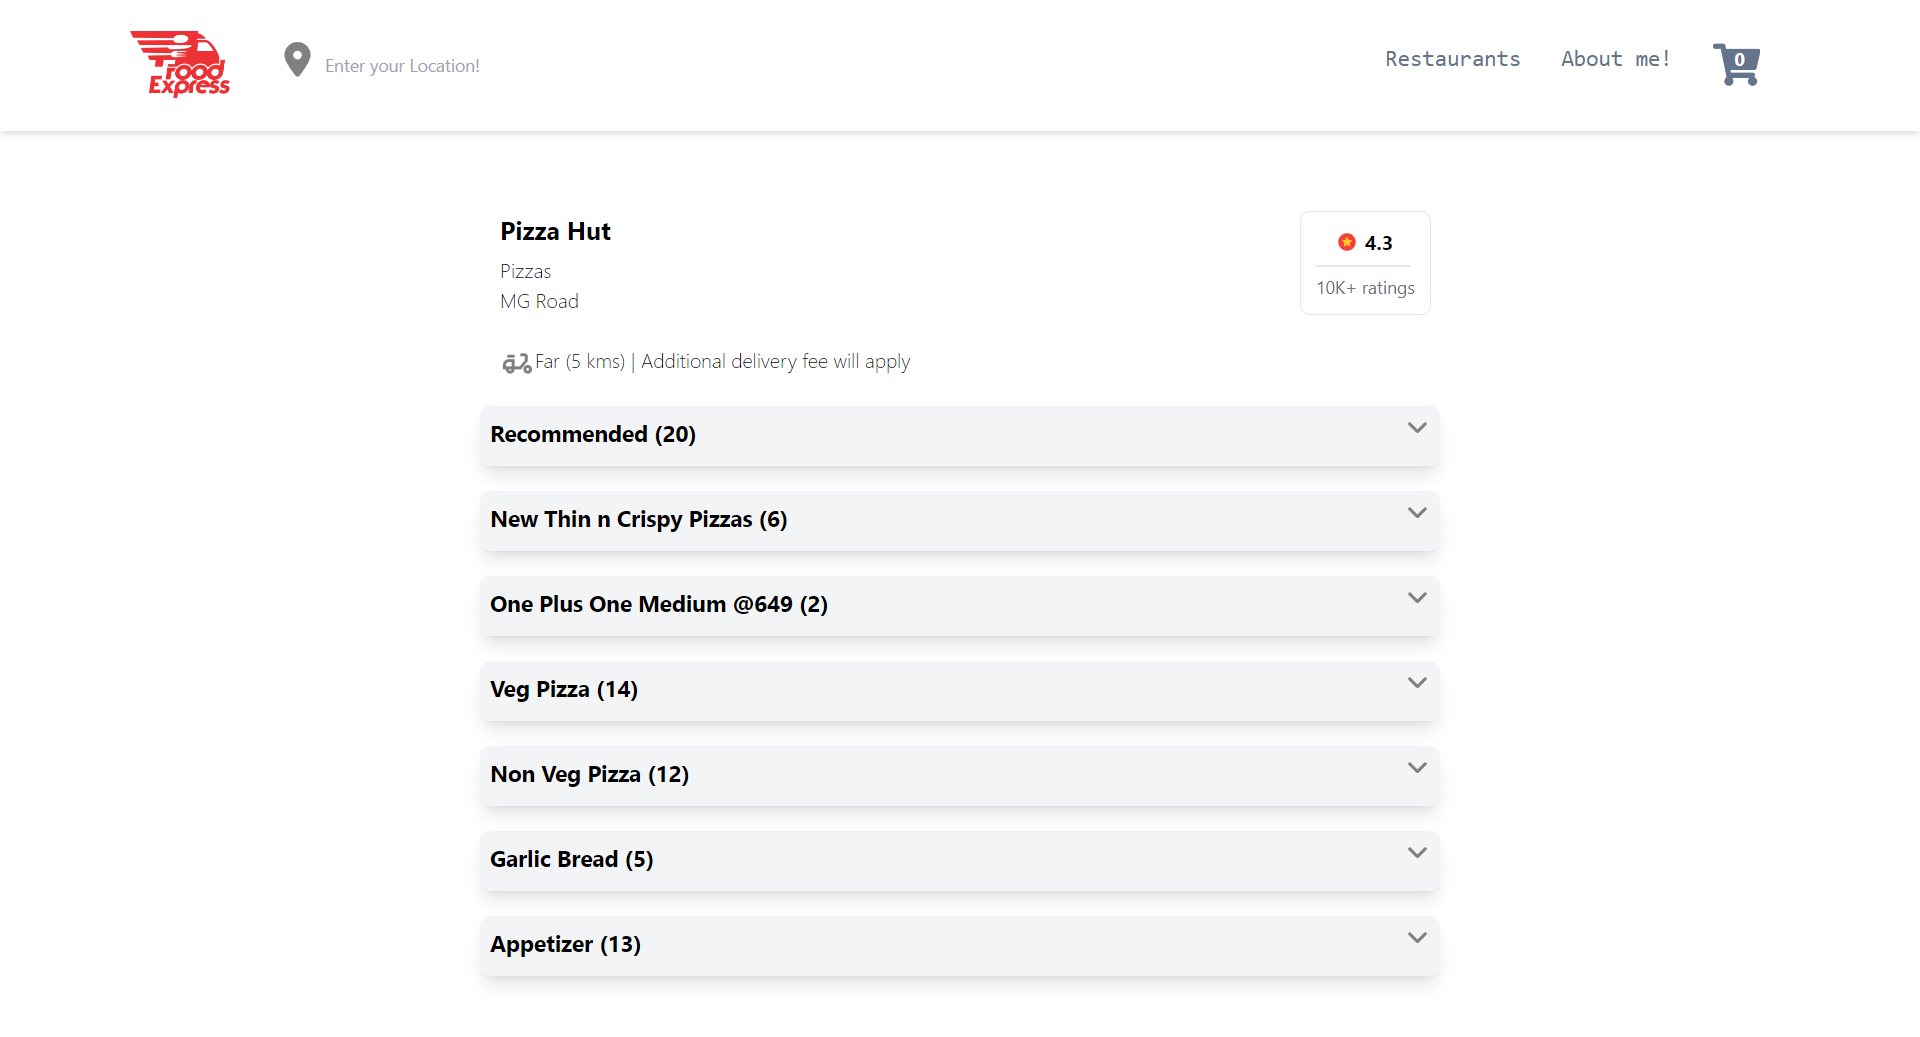 Food
Express
Enter your Location!
Restaurants
About me!
0
Pizza Hut
Pizzas
MG Road
4.3
10K+ ratings
Far (5 kms) | Additional delivery fee will apply
Recommended (20)
New Thin n Crispy Pizzas (6)
One Plus One Medium @649 (2)
Veg Pizza (14)
Non Veg Pizza (12)
Garlic Bread (5)
Appetizer (13)